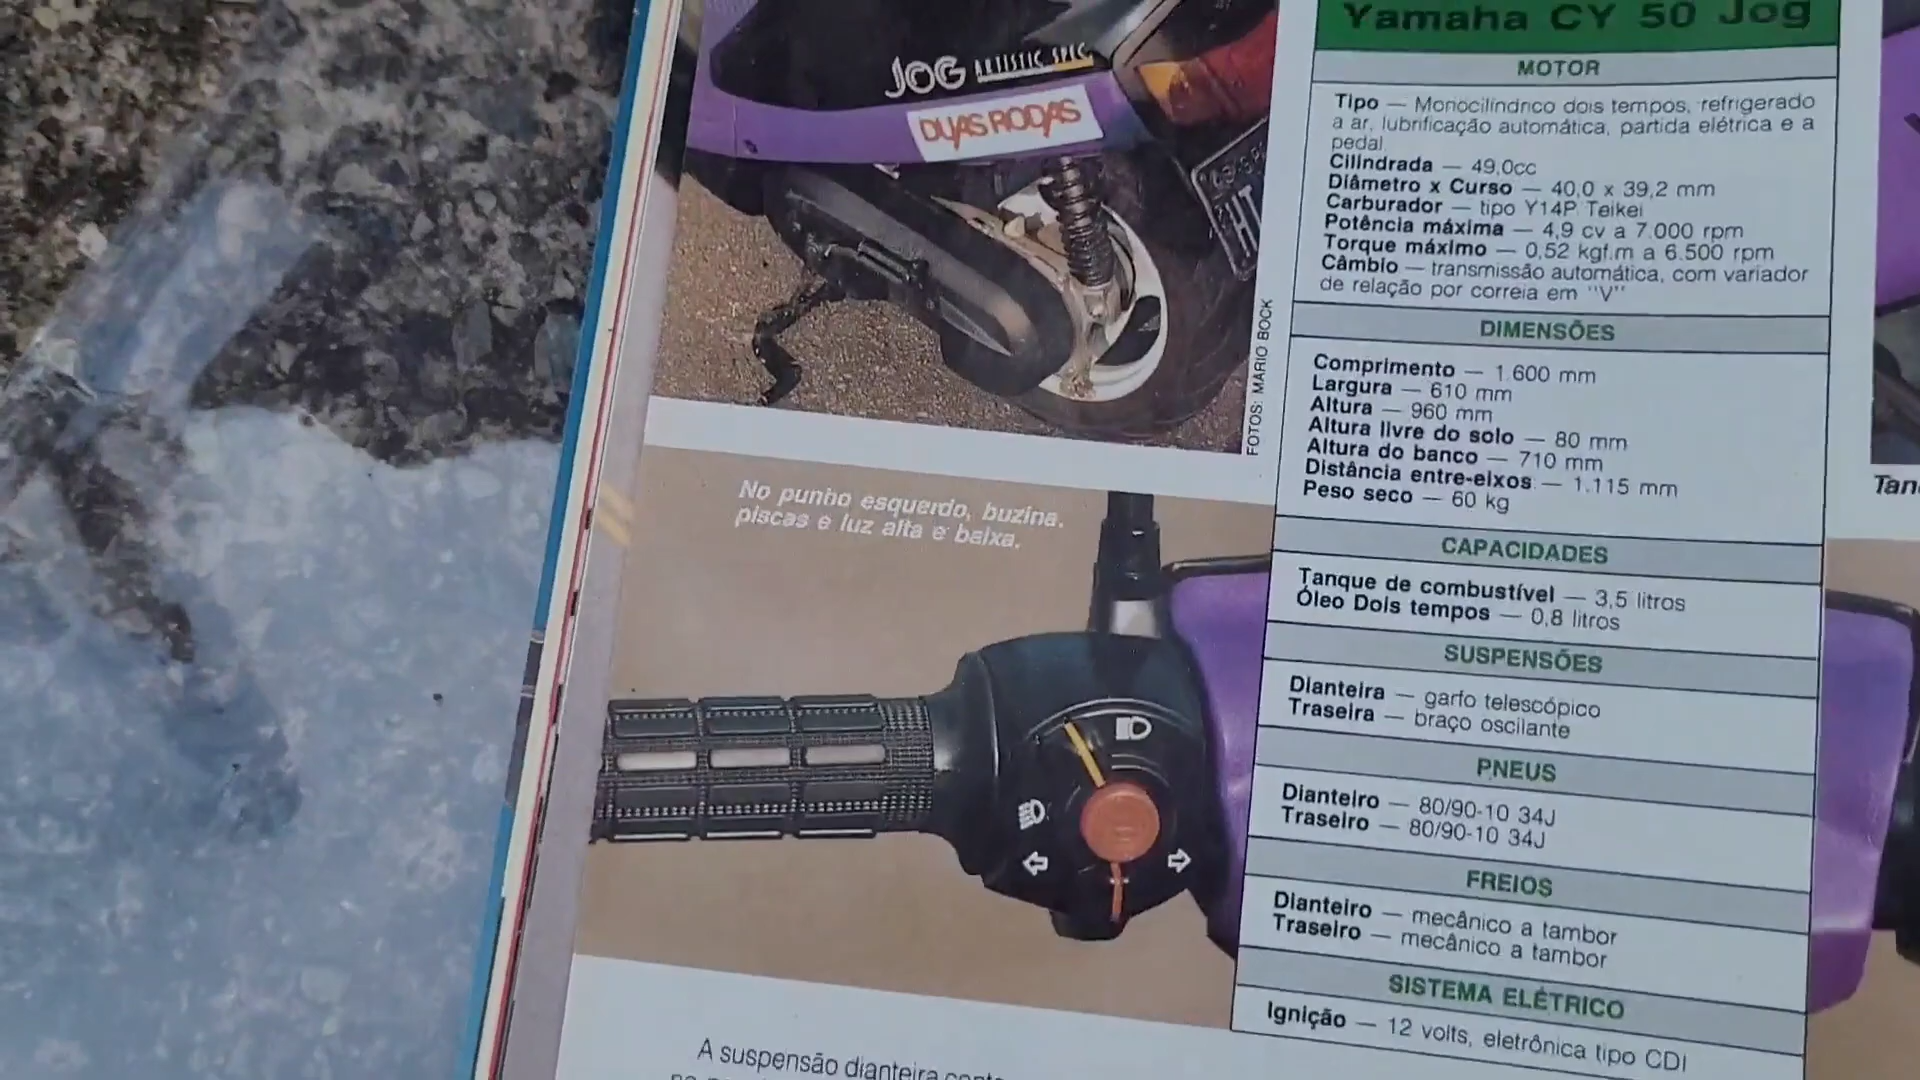 JOG ARTISTIC SPEC
DUAS RODAS
FOTOS: MARIO BOCK
No punho esquerdo, buzina,
piscas e luz alta e baixa.
A suspensão dianteira
Yamaha CY 50 Jog
MOTOR
Tipo — Monocilíndrico dois tempos, refrigerado
a ar, lubrificação automática, partida elétrica e a
pedal
Cilindrada — 49,0cc
Diâmetro x Curso — 40,0 x 39,2 mm
Carburador — tipo Y14P Teikei
Potência máxima — 4,9 cv a 7.000 rpm
Torque máximo — 0,52 kgf.m a 6.500 rpm
Câmbio — transmissão automática, com variador
de relação por correia em "V"
DIMENSÕES
Comprimento — 1.600 mm
Largura — 610 mm
Altura — 960 mm
Altura livre do solo — 80 mm
Altura do banco — 710 mm
Distância entre-eixos — 1.115 mm
Peso seco — 60 kg
CAPACIDADES
Tanque de combustível — 3,5 litros
Óleo Dois tempos — 0,8 litros
SUSPENSÕES
Dianteira — garfo telescópico
Traseira — braço oscilante
PNEUS
Dianteiro — 80/90-10 34J
Traseiro — 80/90-10 34J
FREIOS
Dianteiro — mecânico a tambor
Traseiro — mecânico a tambor
SISTEMA ELÉTRICO
Ignição — 12 volts, eletrônica tipo CDI